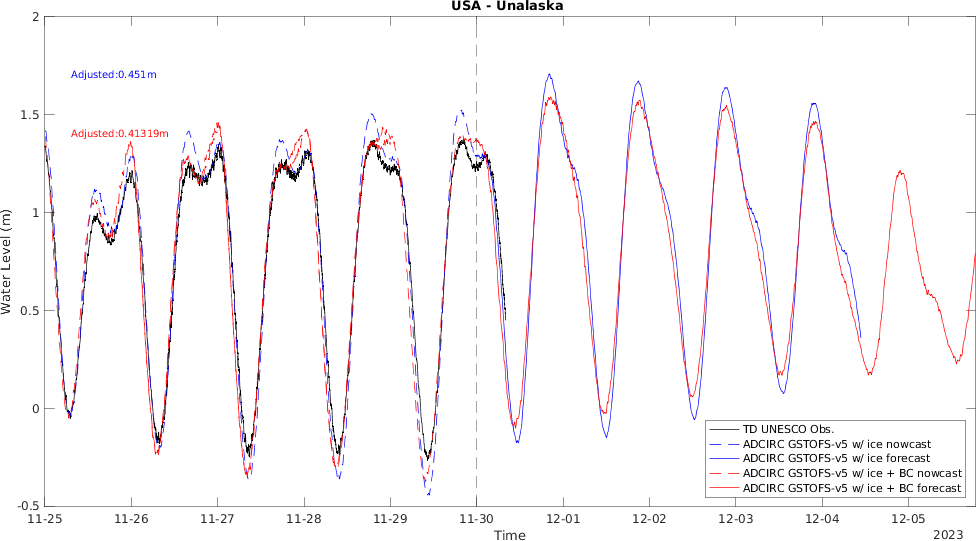 USA - Unalaska
2
1.5
1
0.5
0
-0.5
Water Level (m)
Adjusted:0.451m
Adjusted:0.41319m
TD UNESCO Obs.
ADCIRC GSTOFS-v5 w/ ice nowcast
ADCIRC GSTOFS-v5 w/ ice forecast
ADCIRC GSTOFS-v5 w/ ice + BC nowcast
ADCIRC GSTOFS-v5 w/ ice + BC forecast
11-25 11-26 11-27 11-28 11-29 11-30 12-01 12-02 12-03 12-04 12-05
Time
2023